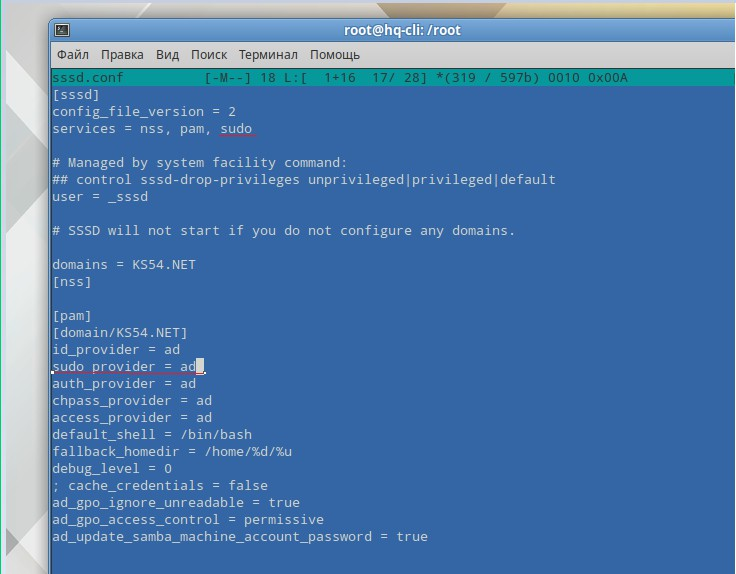 root@hq-cli: /root
Файл Правка Вид Поиск Терминал Помощь
sssd.conf [-M--] 18 L:[ 1+16 17/ 28] *(319 / 597b) 0010 0x00A
[sssd]
config_file_version = 2
services = nss, pam, sudo
# Managed by system facility command:
## control sssd-drop-privileges unprivileged|privileged|default
user = _sssd
# SSSD will not start if you do not configure any domains.
domains = KS54.NET
[nss]
[pam]
[domain/KS54.NET]
id_provider = ad
sudo_provider = ad
auth_provider = ad
chpass_provider = ad
access_provider = ad
default_shell = /bin/bash
fallback_homedir = /home/%d/%u
debug_level = 0
; cache_credentials = false
ad_gpo_ignore_unreadable = true
ad_gpo_access_control = permissive
ad_update_samba_machine_account_password = true